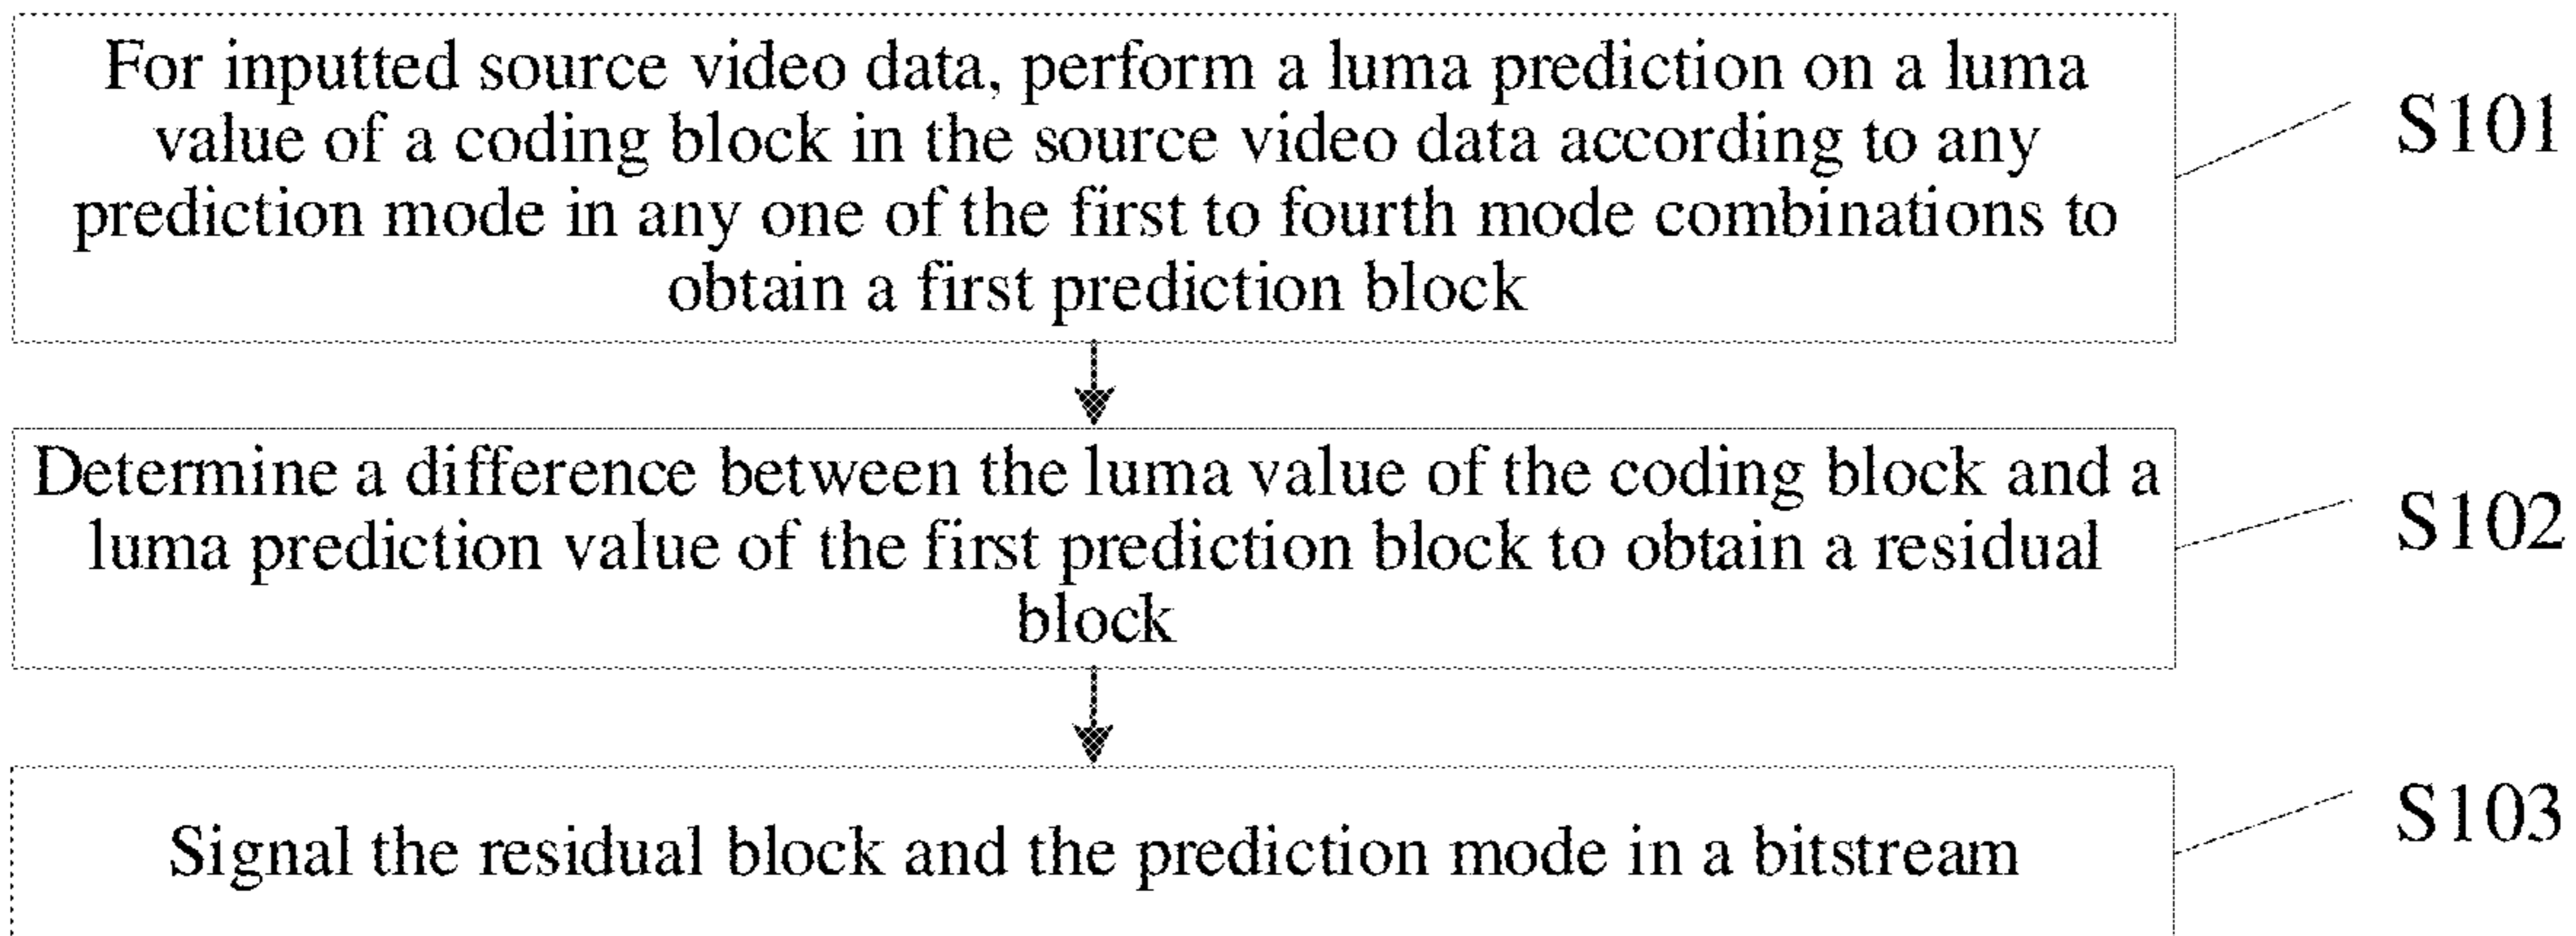 For inputted source video data, perform a luma prediction on a luma
value of a coding block in the source video data according to any
prediction mode in any one of the first to fourth mode combinations to
obtain a first prediction block
S101
Determine a difference between the luma value of the coding block and a
luma prediction value of the first prediction block to obtain a residual
block
S102
Signal the residual block and the prediction mode in a bitstream
S103